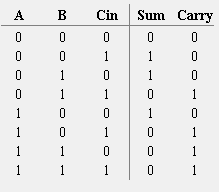 A B Cin Sum Carry
0 0 0 0 0
0 0 1 1 0
0 1 0 1 0
0 1 1 0 1
1 0 0 1 0
1 0 1 0 1
1 1 0 0 1
1 1 1 0 1